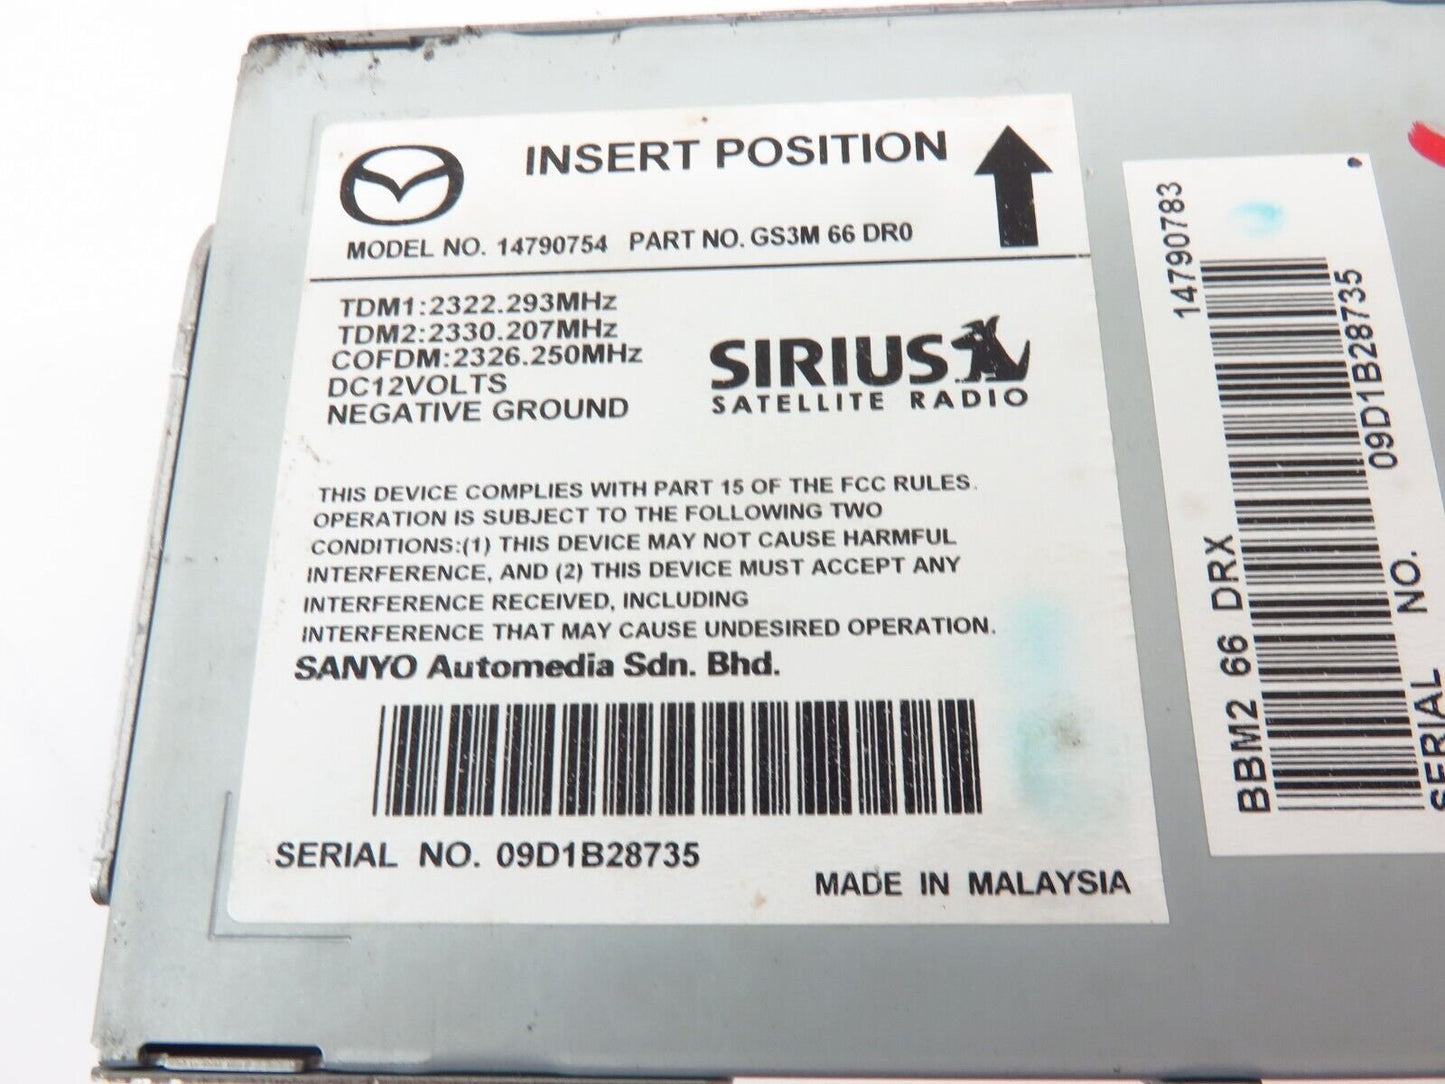 INSERT POSITION
MODEL NO. 14790754 PART NO. GS3M 66 DR0
TDM1:2322.293MHz
TDM2:2330.207MHz
COFDM:2326.250MHz
DC12VOLTS
NEGATIVE GROUND
SIRIUS
SATELLITE RADIO
THIS DEVICE COMPLIES WITH PART 15 OF THE FCC RULES.
OPERATION IS SUBJECT TO THE FOLLOWING TWO
CONDITIONS:(1) THIS DEVICE MAY NOT CAUSE HARMFUL
INTERFERENCE, AND (2) THIS DEVICE MUST ACCEPT ANY
INTERFERENCE RECEIVED, INCLUDING
INTERFERENCE THAT MAY CAUSE UNDESIRED OPERATION.
SANYO Automedia Sdn. Bhd.
SERIAL NO. 09D1B28735
MADE IN MALAYSIA
14790783
BBM2 66 DRX
09D1B28735
SERIAL NO.